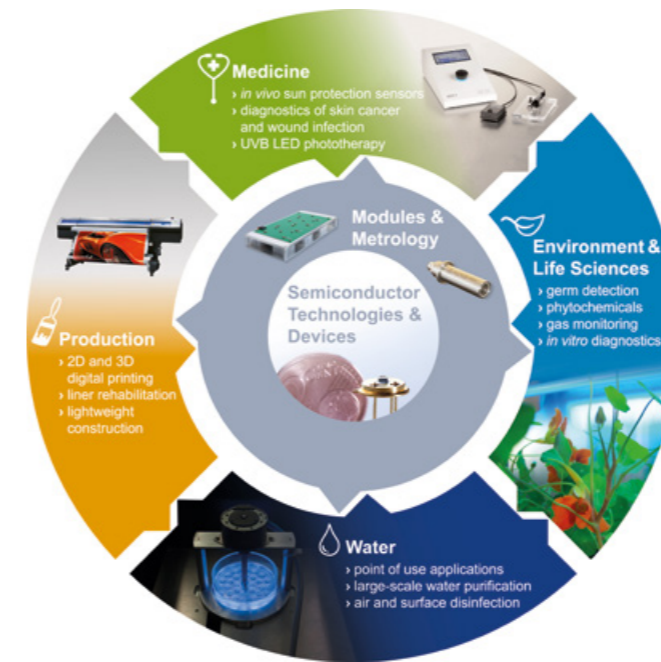 Medicine
› in vivo sun protection sensors
› diagnostics of skin cancer
and wound infection
› UVB LED phototherapy
Modules &
Metrology
Environment &
Life Sciences
› germ detection
› phytochemicals
› gas monitoring
› in vitro diagnostics
Semiconductor
Technologies &
Devices
Production
› 2D and 3D
digital printing
› liner rehabilitation
› lightweight
construction
Water
› point of use applications
› large-scale water purification
› air and surface disinfection